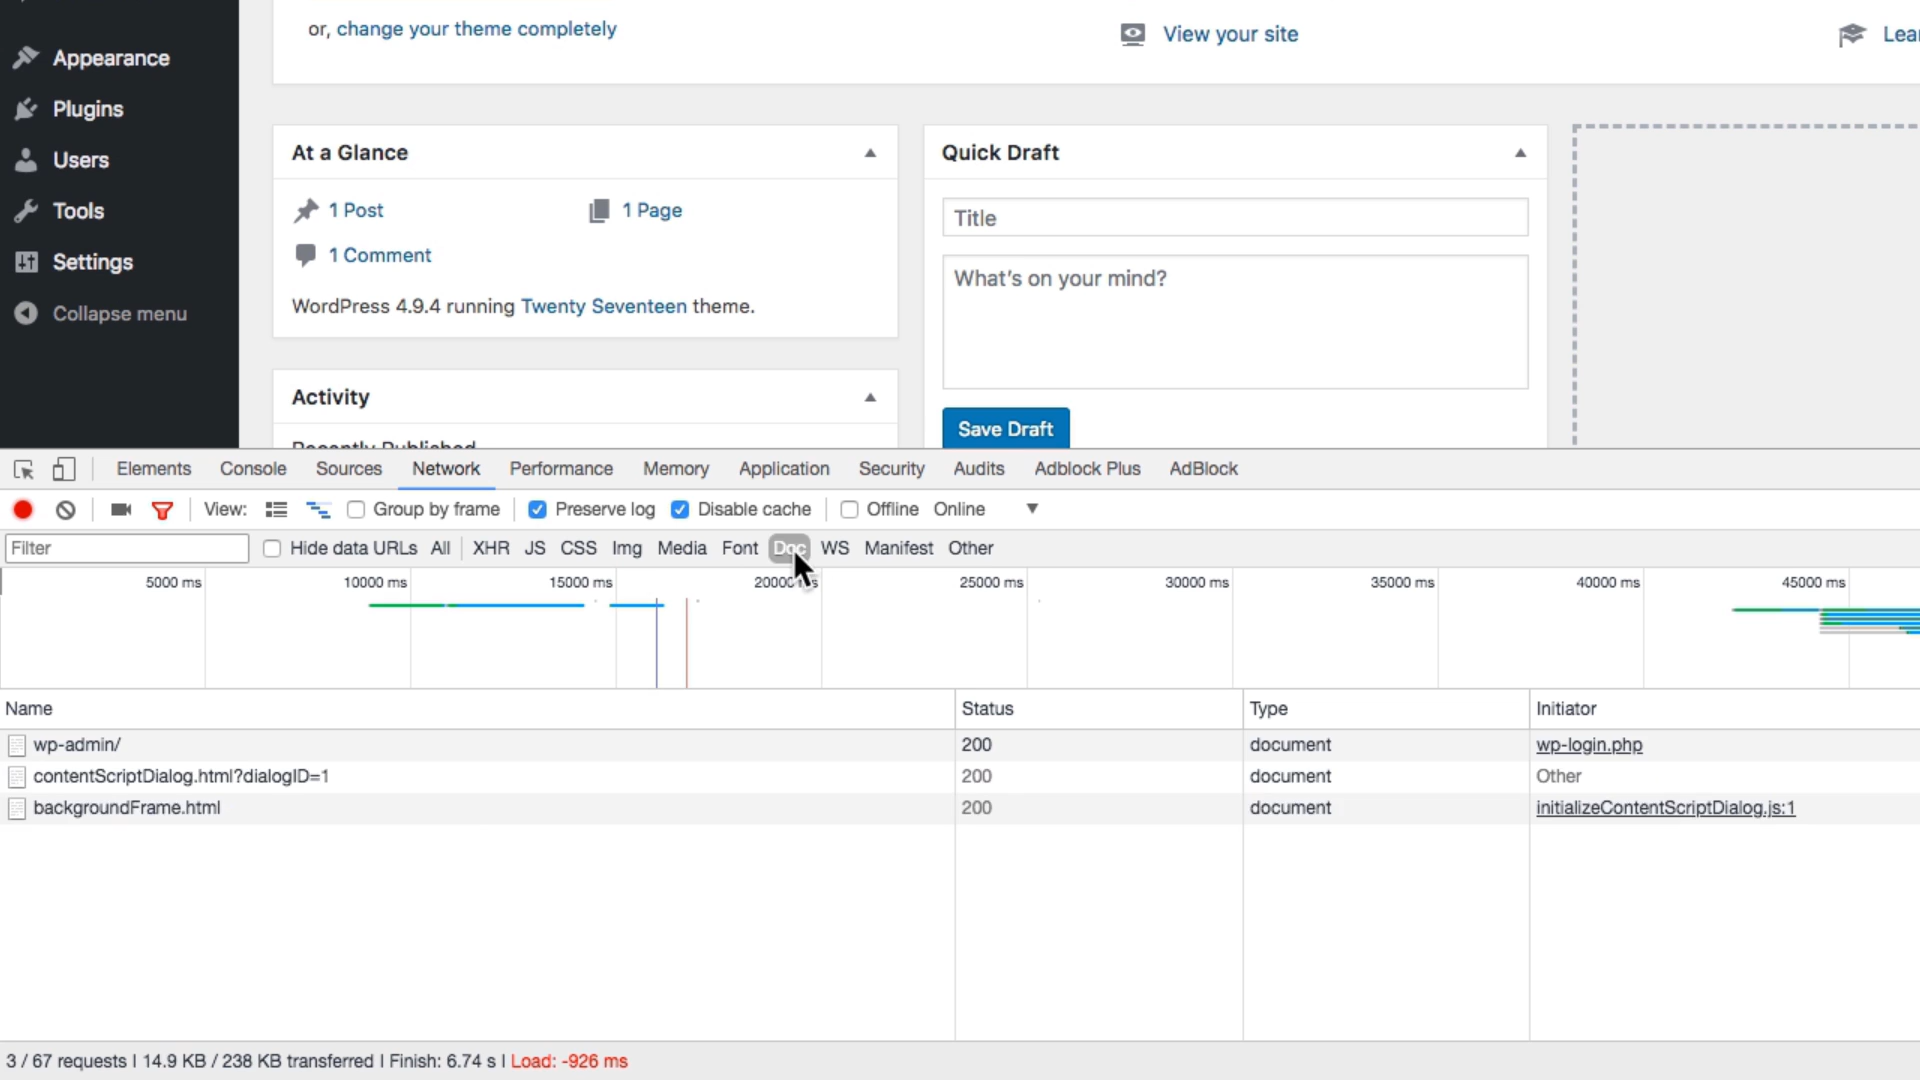 or, change your theme completely
View your site
Lear
Appearance
Plugins
Users
Tools
Settings
Collapse menu
At a Glance
1 Post
1 Page
1 Comment
WordPress 4.9.4 running Twenty Seventeen theme.
Activity
Recently Published
Quick Draft
Title
What's on your mind?
Save Draft
Elements Console Sources Network Performance Memory Application Security Audits Adblock Plus AdBlock
View: Group by frame Preserve log Disable cache Offline Online
Filter Hide data URLs All XHR JS CSS Img Media Font Doc WS Manifest Other
5000 ms 10000 ms 15000 ms 20000 ms 25000 ms 30000 ms 35000 ms 40000 ms 45000 ms
Name Status Type Initiator
wp-admin/ 200 document wp-login.php
contentScriptDialog.html?dialogID=1 200 document Other
backgroundFrame.html 200 document initializeContentScriptDialog.js:1
3 / 67 requests | 14.9 KB / 238 KB transferred | Finish: 6.74 s | Load: -926 ms